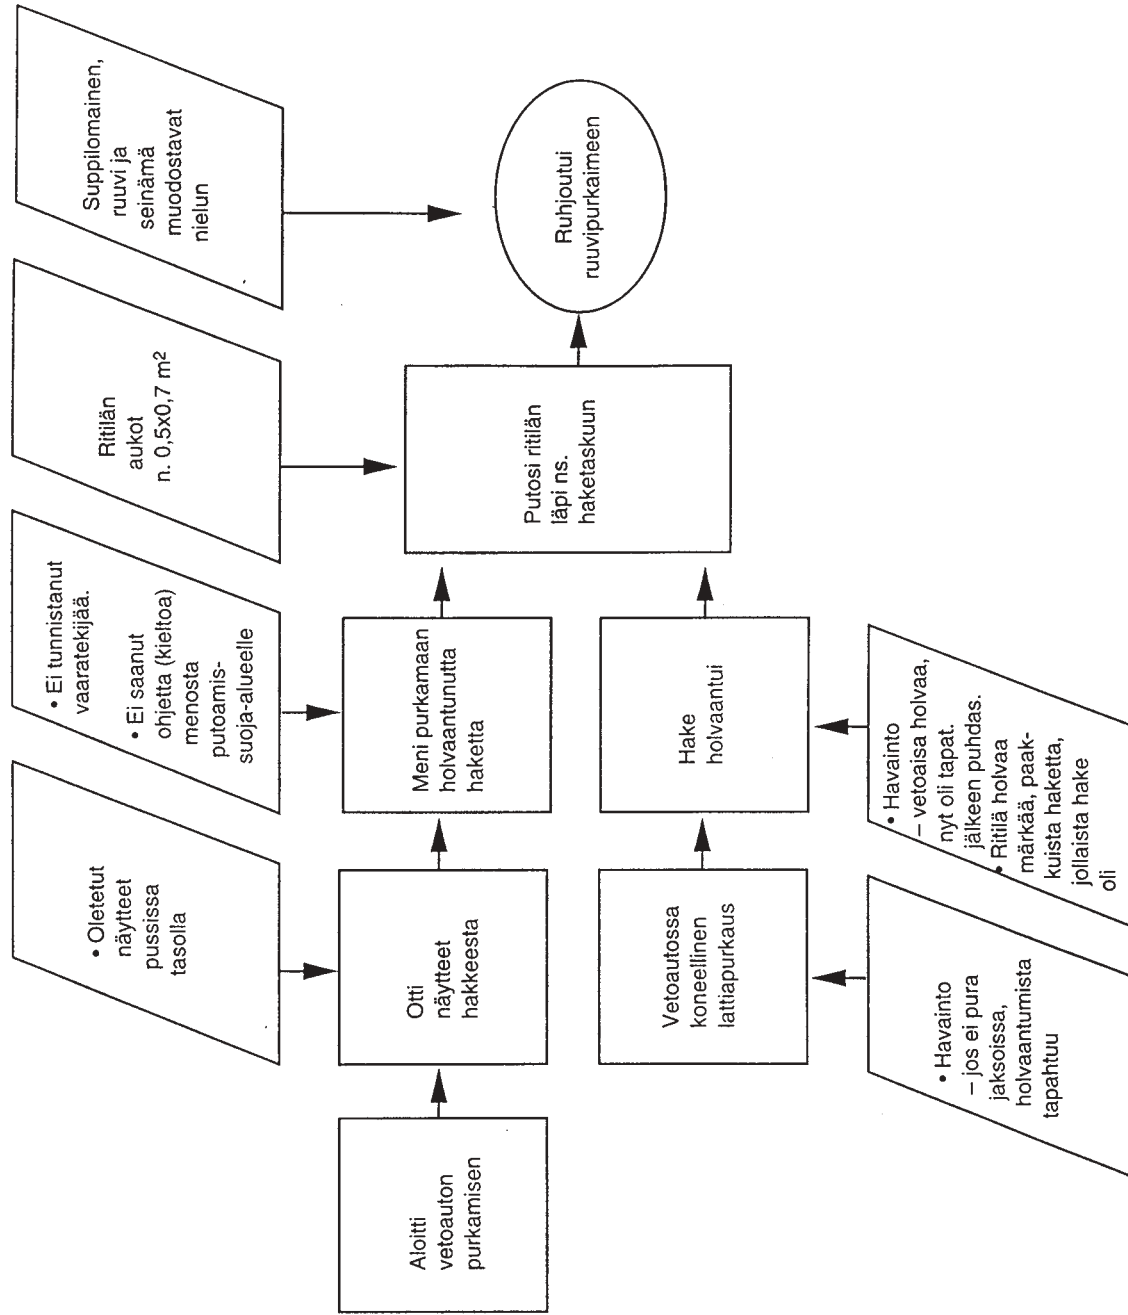 • Oletetut
näytteet
pussissa
tasolla
• Ei tunnistanut
vaaratekijää.
• Ei saanut
ohjetta (kieltoa)
menosta
putoamis-
suoja-alueelle
Ritilän
aukot
n. 0,5x0,7 m²
Suppilomainen,
ruuvi ja
seinämä
muodostavat
nielun
Aloitti
vetoauton
purkamisen
Otti
näytteet
hakkeesta
Meni purkamaan
holvaantunutta
haketta
Putosi ritilän
läpi ns.
haketaskuun
Ruhjoutui
ruuvipurkaimeen
Vetoautossa
koneellinen
lattiapurkaus
Hake
holvaantui
• Havainto
– jos ei pura
jaksoissa,
holvaantumista
tapahtuu
• Havainto
– vetoaisa holvaa,
nyt oli tapat.
jälkeen puhdas.
• Ritilä holvaa
märkää, paak-
kuista haketta,
jollaista hake
oli